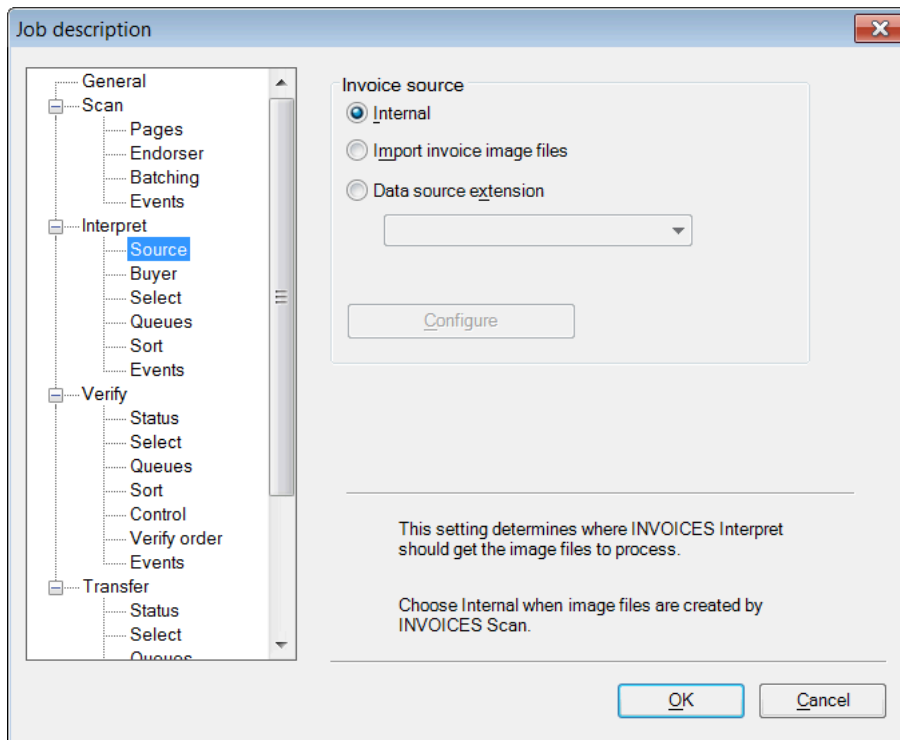 Job description
General
Scan
Pages
Endorser
Batching
Events
Interpret
Source
Buyer
Select
Queues
Sort
Events
Verify
Status
Select
Queues
Sort
Control
Verify order
Events
Transfer
Status
Select
Queues
Invoice source
Internal
Import invoice image files
Data source extension
Configure
This setting determines where INVOICES Interpret
should get the image files to process.
Choose Internal when image files are created by
INVOICES Scan.
OK
Cancel